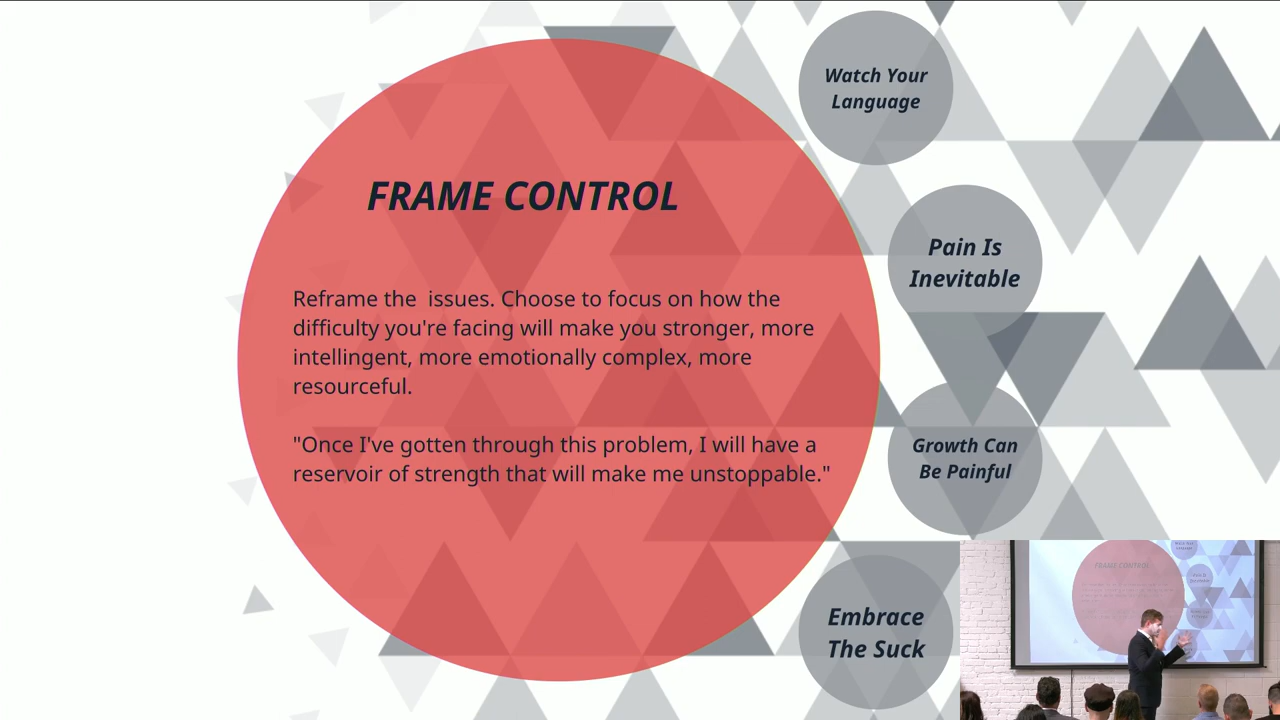 FRAME CONTROL
Reframe the  issues. Choose to focus on how the
difficulty you're facing will make you stronger, more
intellingent, more emotionally complex, more
resourceful.
"Once I've gotten through this problem, I will have a
reservoir of strength that will make me unstoppable."
Watch Your
Language
Pain Is
Inevitable
Growth Can
Be Painful
Embrace
The Suck
FRAME CONTROL